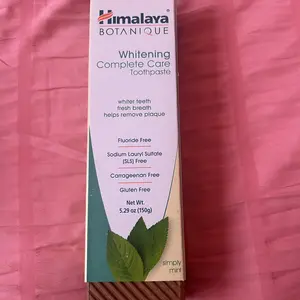 Himalaya
BOTANIQUE
Whitening
Complete Care
Toothpaste
whiter teeth
fresh breath
helps remove plaque
Fluoride Free
Sodium Lauryl Sulfate
(SLS) Free
Carrageenan Free
Gluten Free
Net Wt.
5.29 oz (150g)
simply
mint